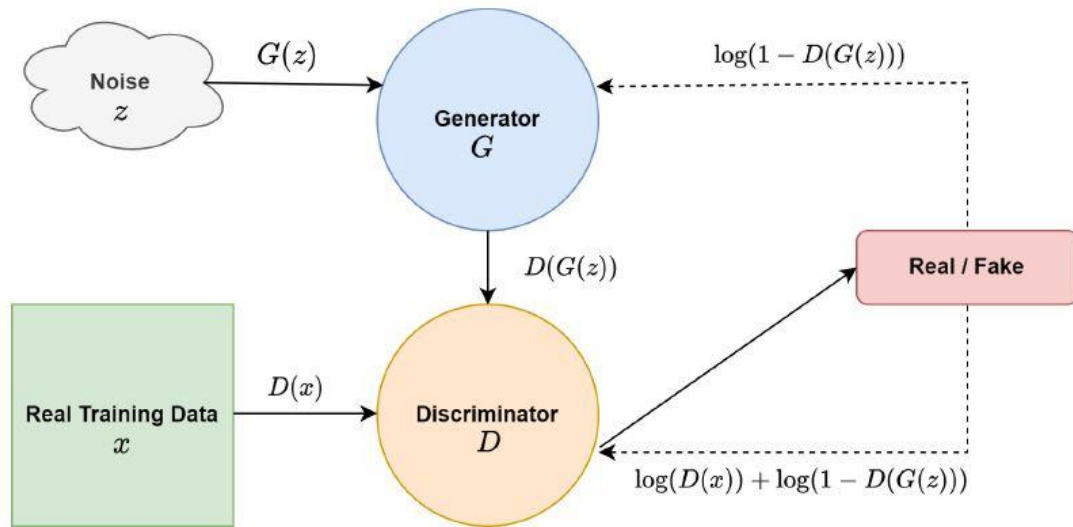 Noise
z
G(z)
Generator
G
log(1 − D(G(z)))
D(G(z))
Real / Fake
Real Training Data
x
D(x)
Discriminator
D
log(D(x)) + log(1 − D(G(z)))